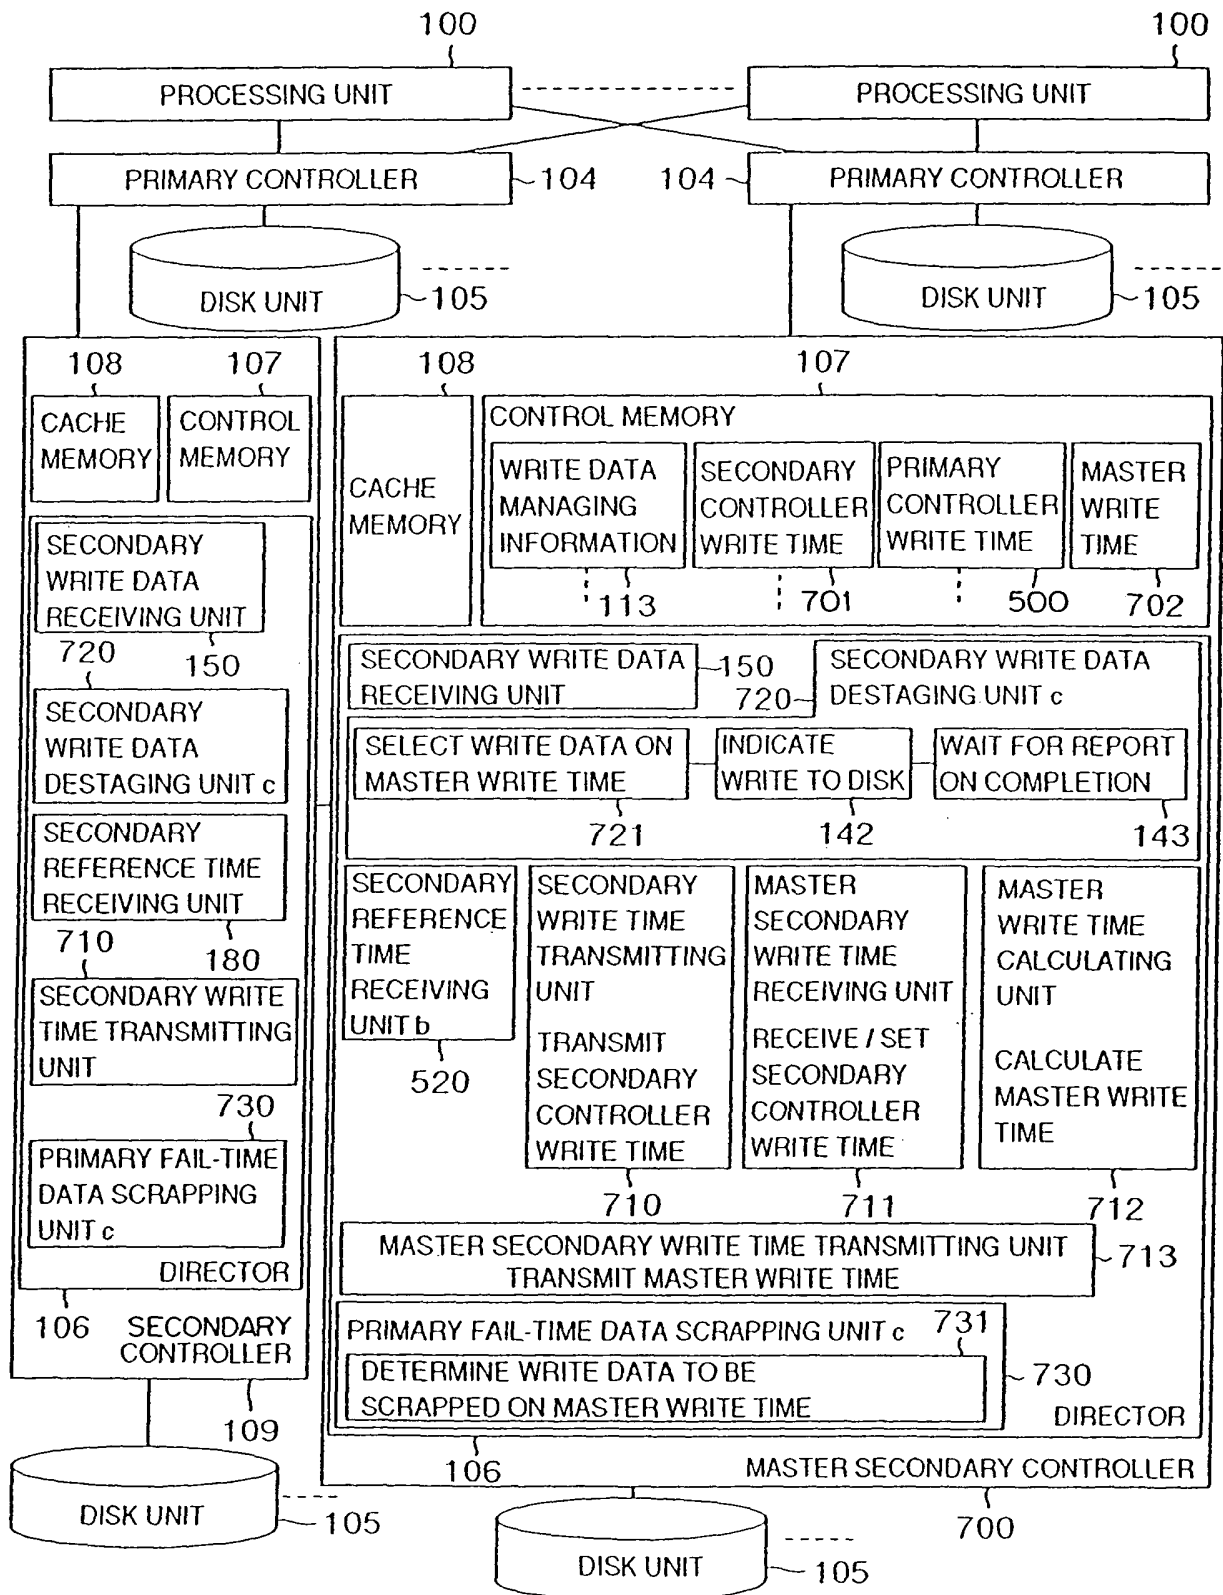 100
100
PROCESSING UNIT
PROCESSING UNIT
PRIMARY CONTROLLER
104
104
PRIMARY CONTROLLER
DISK UNIT
105
DISK UNIT
105
108
107
CACHE
MEMORY
CONTROL
MEMORY
SECONDARY
WRITE DATA
RECEIVING UNIT
720
150
SECONDARY
WRITE DATA
DESTAGING UNIT c
SECONDARY
REFERENCE TIME
RECEIVING UNIT
710
180
SECONDARY WRITE
TIME TRANSMITTING
UNIT
730
PRIMARY FAIL-TIME
DATA SCRAPPING
UNIT c
DIRECTOR
106
SECONDARY
CONTROLLER
109
DISK UNIT
105
108
107
CACHE
MEMORY
CONTROL MEMORY
WRITE DATA
MANAGING
INFORMATION
113
SECONDARY
CONTROLLER
WRITE TIME
701
PRIMARY
CONTROLLER
WRITE TIME
500
MASTER
WRITE
TIME
702
SECONDARY WRITE DATA
RECEIVING UNIT
150
720
SECONDARY WRITE DATA
DESTAGING UNIT c
SELECT WRITE DATA ON
MASTER WRITE TIME
721
INDICATE
WRITE TO DISK
142
WAIT FOR REPORT
ON COMPLETION
143
SECONDARY
REFERENCE
TIME
RECEIVING
UNIT b
520
SECONDARY
WRITE TIME
TRANSMITTING
UNIT
TRANSMIT
SECONDARY
CONTROLLER
WRITE TIME
710
MASTER
SECONDARY
WRITE TIME
RECEIVING UNIT
RECEIVE / SET
SECONDARY
CONTROLLER
WRITE TIME
711
MASTER
WRITE TIME
CALCULATING
UNIT
CALCULATE
MASTER WRITE
TIME
712
MASTER SECONDARY WRITE TIME TRANSMITTING UNIT
TRANSMIT MASTER WRITE TIME
713
PRIMARY FAIL-TIME DATA SCRAPPING UNIT c
731
DETERMINE WRITE DATA TO BE
SCRAPPED ON MASTER WRITE TIME
730
DIRECTOR
106
MASTER SECONDARY CONTROLLER
700
DISK UNIT
105